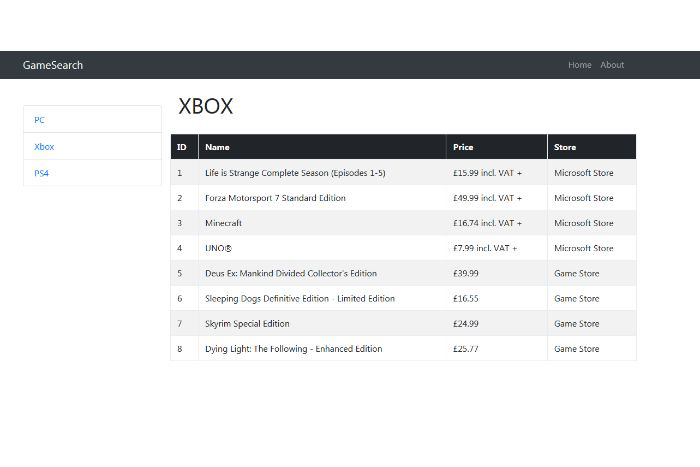 GameSearch Home About
PC
Xbox
PS4
XBOX
ID Name Price Store
1 Life is Strange Complete Season (Episodes 1-5) £15.99 incl. VAT + Microsoft Store
2 Forza Motorsport 7 Standard Edition £49.99 incl. VAT + Microsoft Store
3 Minecraft £16.74 incl. VAT + Microsoft Store
4 UNO® £7.99 incl. VAT + Microsoft Store
5 Deus Ex: Mankind Divided Collector's Edition £39.99 Game Store
6 Sleeping Dogs Definitive Edition - Limited Edition £16.55 Game Store
7 Skyrim Special Edition £24.99 Game Store
8 Dying Light: The Following - Enhanced Edition £25.77 Game Store